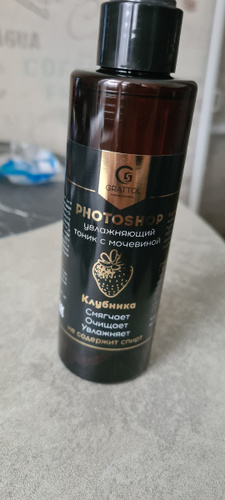 GRATTOL
PHOTOSHOP
увлажняющий
тоник с мочевиной
Клубника
Смягчает
Очищает
Увлажняет
не содержит спирт